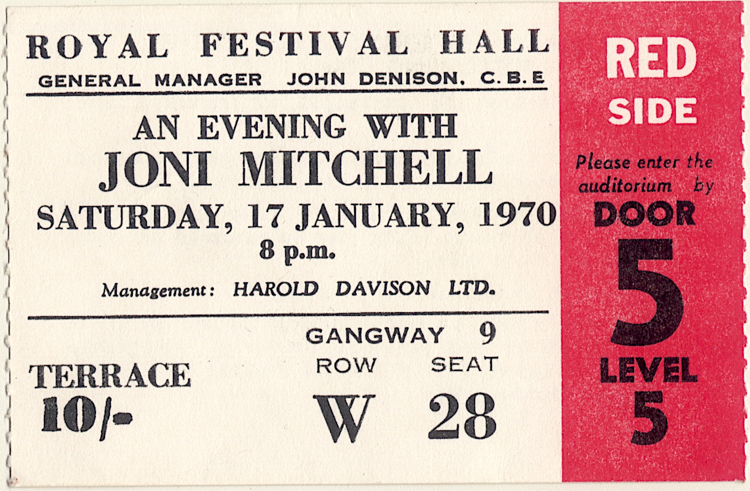 ROYAL FESTIVAL HALL
GENERAL MANAGER JOHN DENISON, C.B.E
AN EVENING WITH
JONI MITCHELL
SATURDAY, 17 JANUARY, 1970
8 p.m.
Management: HAROLD DAVISON LTD.
GANGWAY 9
ROW SEAT
TERRACE
10/-
W 28
RED
SIDE
Please enter the
auditorium by
DOOR
5
LEVEL
5